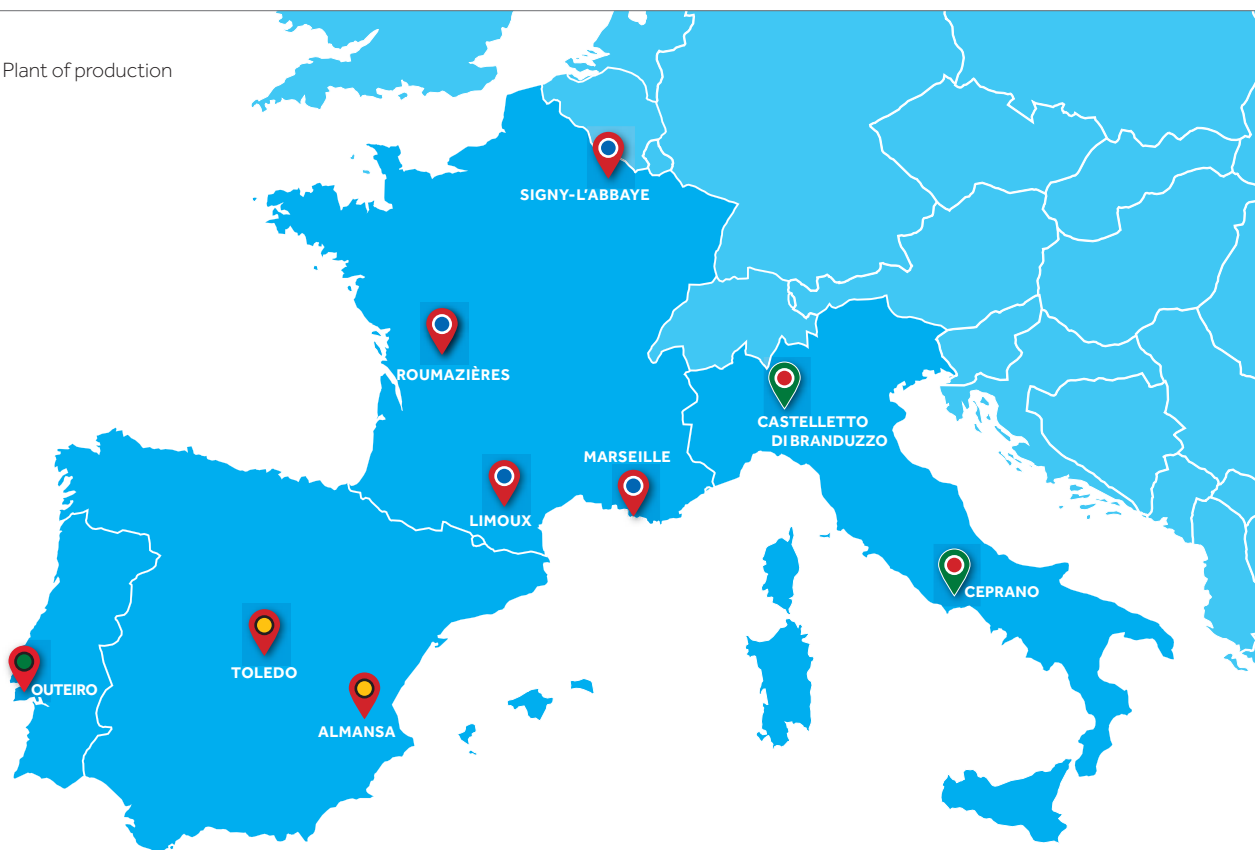 Plant of production
SIGNY-L'ABBAYE
ROUMAZIÈRES
CASTELLETTO
DI BRANDUZZO
MARSEILLE
LIMOUX
CEPRANO
TOLEDO
OUTEIRO
ALMANSA